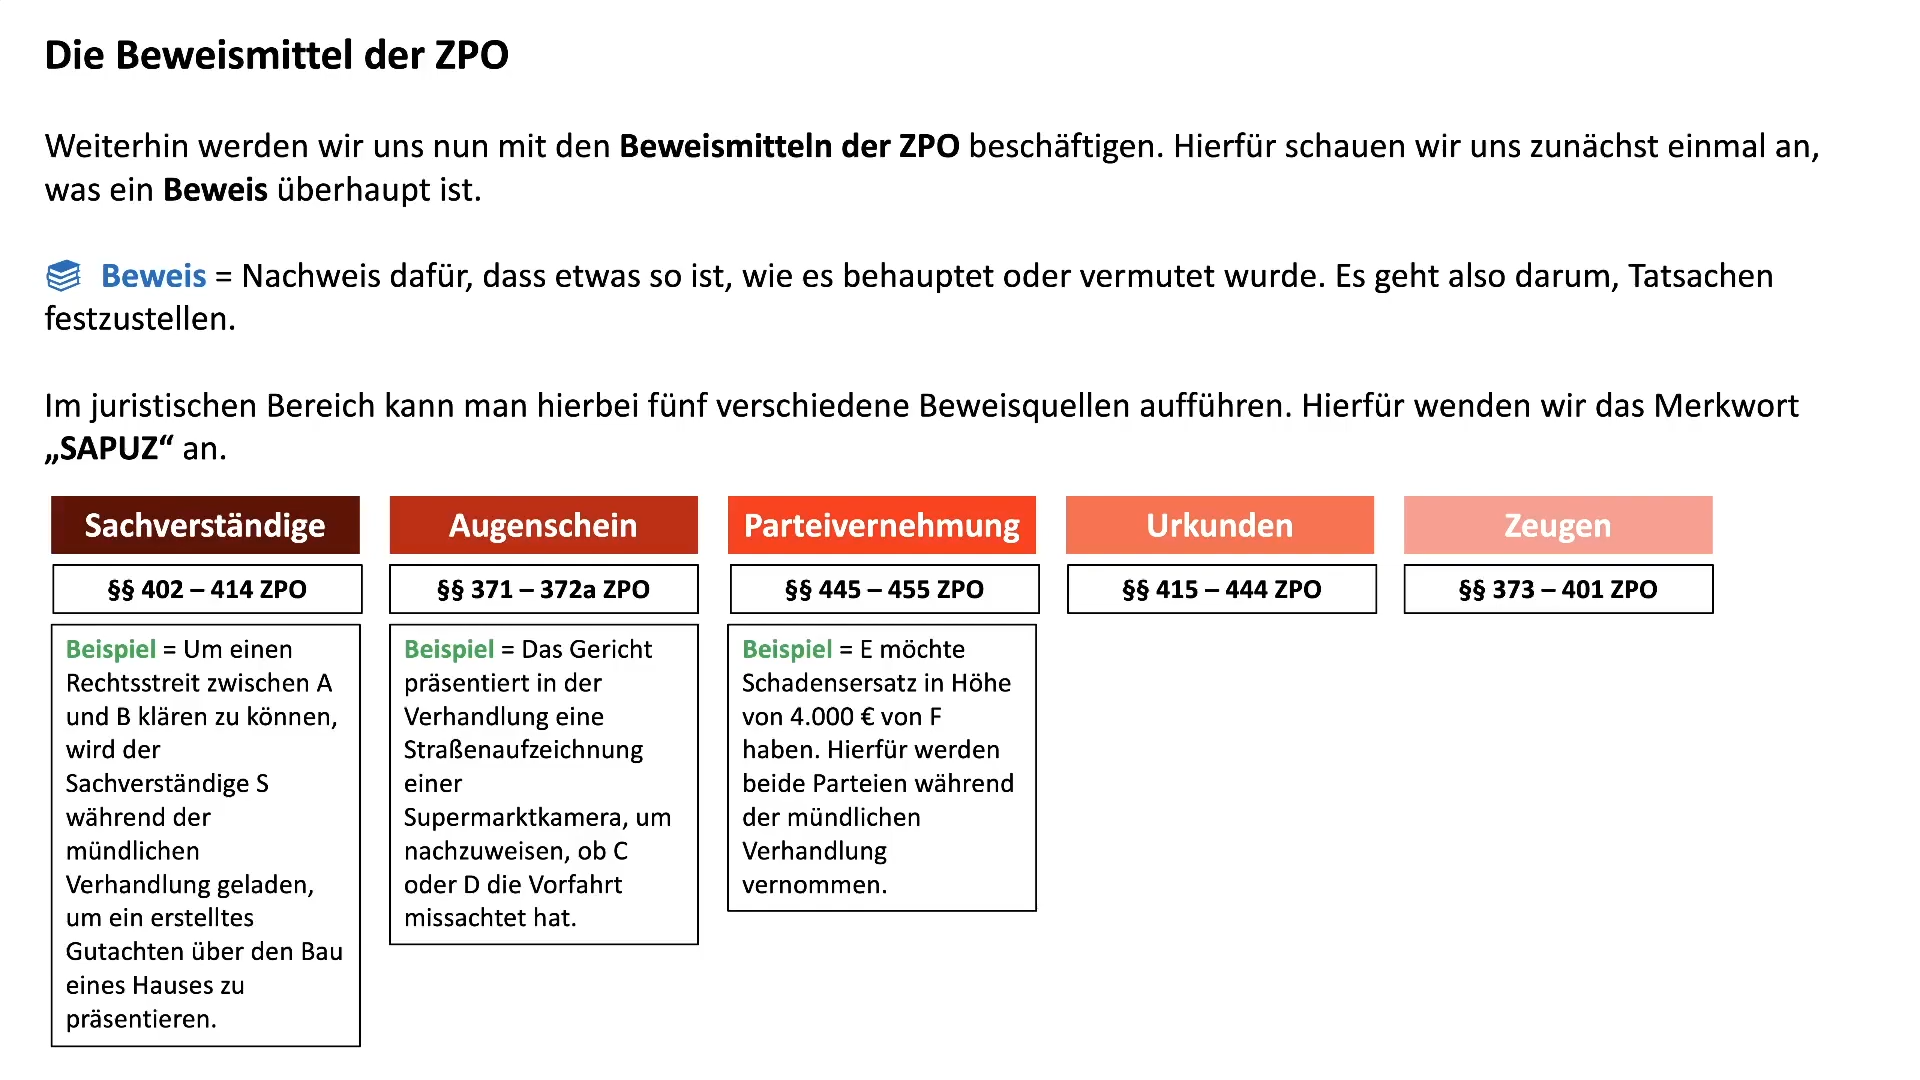 Die Beweismittel der ZPO
Weiterhin werden wir uns nun mit den Beweismitteln der ZPO beschäftigen. Hierfür schauen wir uns zunächst einmal an,
was ein Beweis überhaupt ist.
Beweis = Nachweis dafür, dass etwas so ist, wie es behauptet oder vermutet wurde. Es geht also darum, Tatsachen
festzustellen.
Im juristischen Bereich kann man hierbei fünf verschiedene Beweisquellen aufführen. Hierfür wenden wir das Merkwort
„SAPUZ“ an.
Sachverständige
§§ 402 – 414 ZPO
Beispiel = Um einen
Rechtsstreit zwischen A
und B klären zu können,
wird der
Sachverständige S
während der
mündlichen
Verhandlung geladen,
um ein erstelltes
Gutachten über den Bau
eines Hauses zu
präsentieren.
Augenschein
§§ 371 – 372a ZPO
Beispiel = Das Gericht
präsentiert in der
Verhandlung eine
Straßenaufzeichnung
einer
Supermarktkamera, um
nachzuweisen, ob C
oder D die Vorfahrt
missachtet hat.
Parteivernehmung
§§ 445 – 455 ZPO
Beispiel = E möchte
Schadensersatz in Höhe
von 4.000 € von F
haben. Hierfür werden
beide Parteien während
der mündlichen
Verhandlung
vernommen.
Urkunden
§§ 415 – 444 ZPO
Zeugen
§§ 373 – 401 ZPO